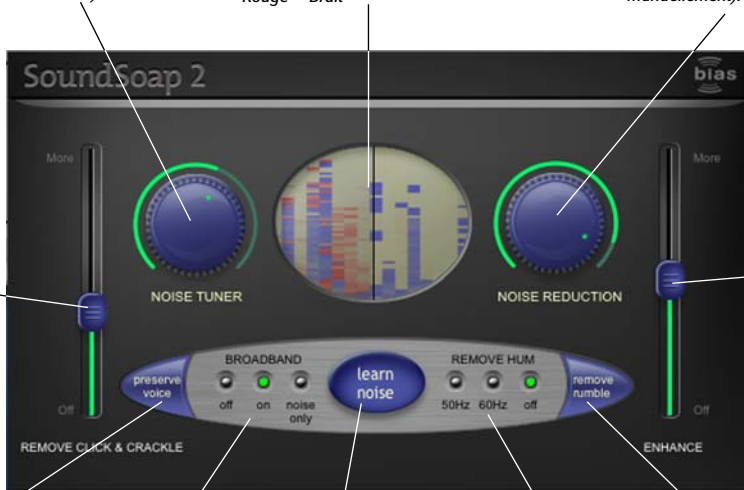 Rouge = Bruit
manuellement).
SoundSoap 2
bias
More
More
NOISE TUNER
NOISE REDUCTION
BROADBAND
REMOVE HUM
preserve
voice
learn
noise
remove
rumble
off
on
noise
only
50Hz
60Hz
off
Off
Off
REMOVE CLICK & CRACKLE
ENHANCE